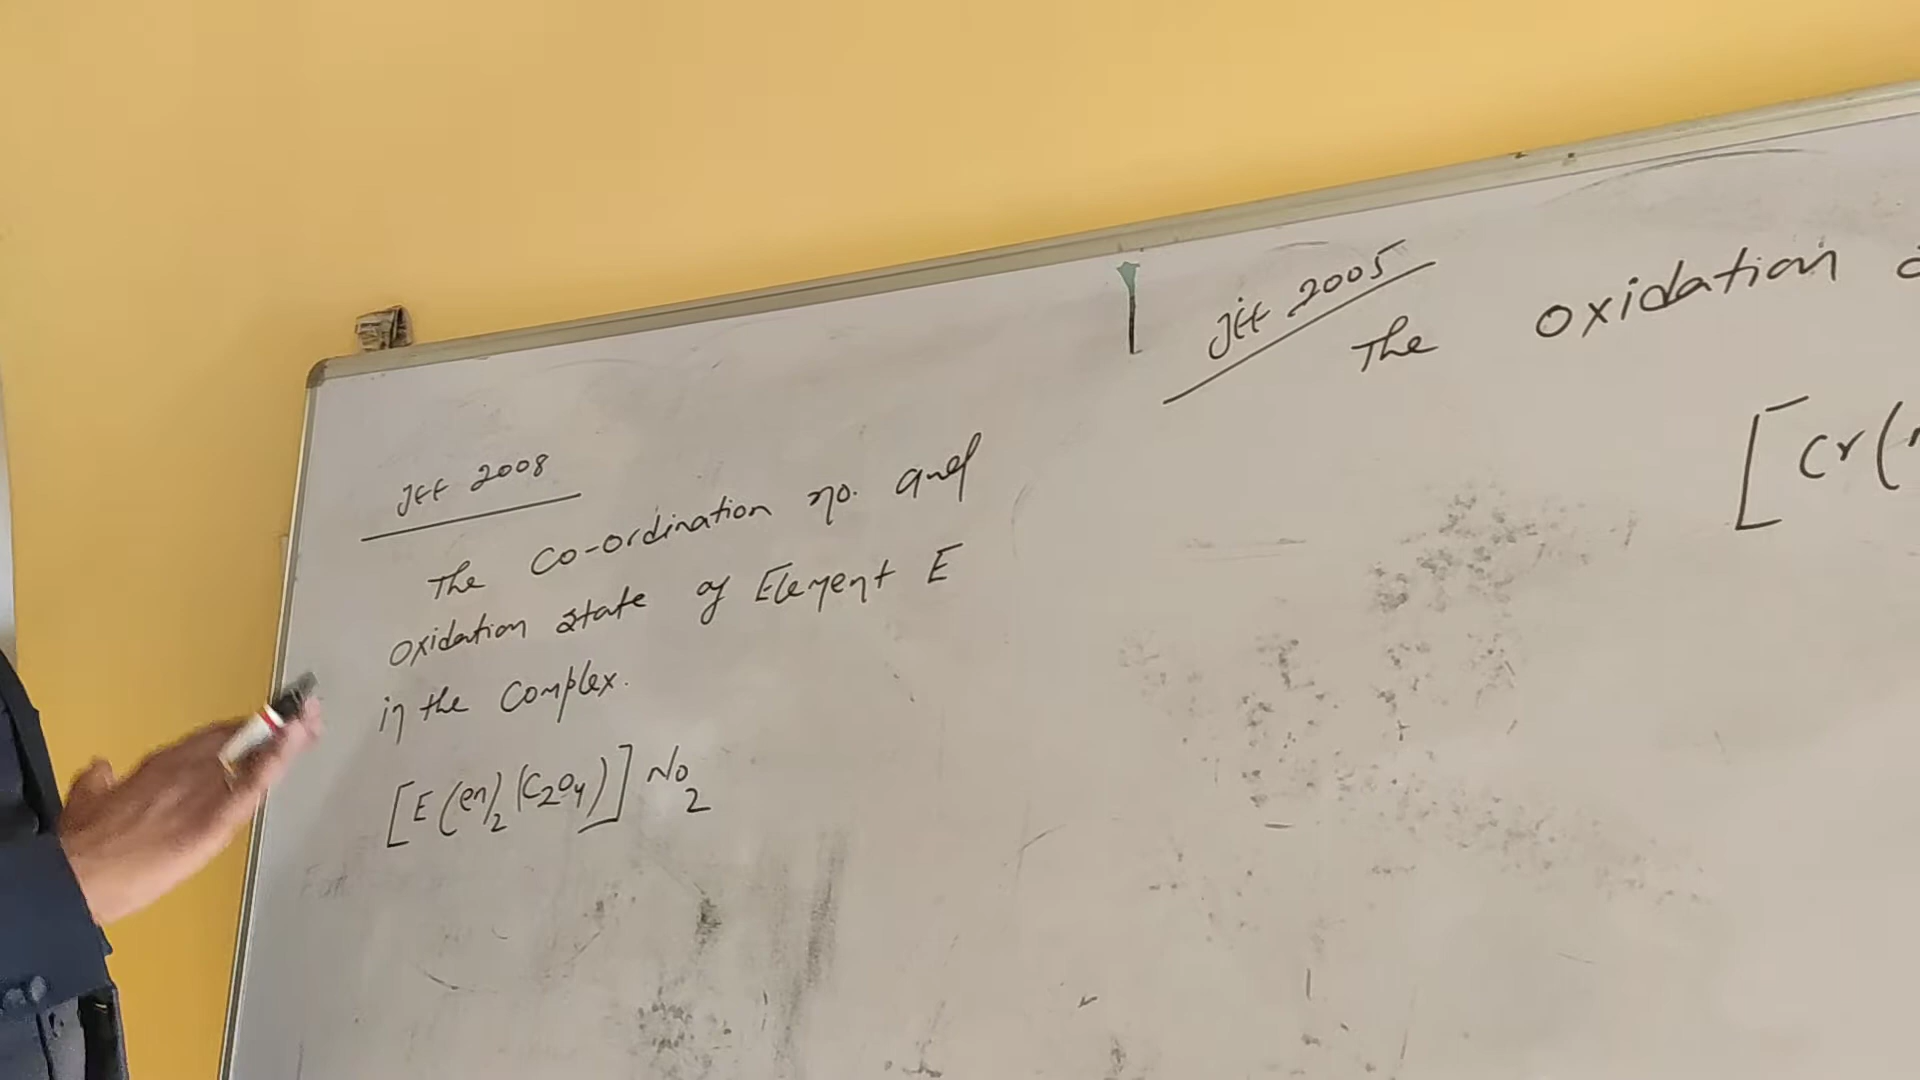 JEE 2008
The Co-ordination no. and
oxidation state of Element E
in the Complex.
[E(en)2(C2O4)]NO2
JEE 2005
The oxidation
[Cr(